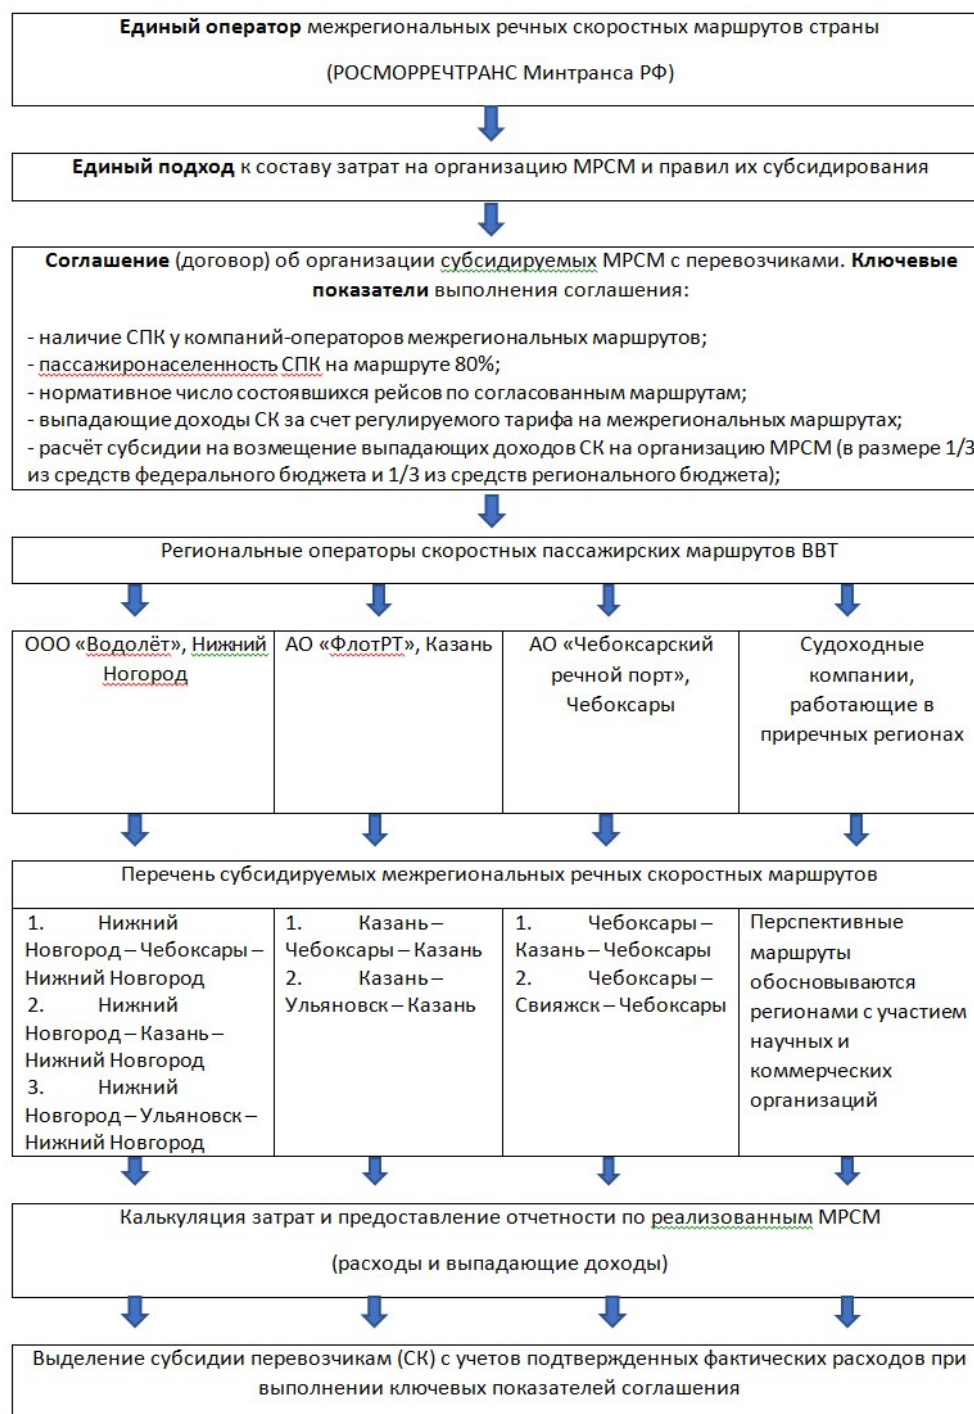 Единый оператор межрегиональных речных скоростных маршрутов страны
(РОСМОРРЕЧТРАНС Минтранса РФ)
Единый подход к составу затрат на организацию МРСМ и правил их субсидирования
Соглашение (договор) об организации субсидируемых МРСМ с перевозчиками. Ключевые
показатели выполнения соглашения:
- наличие СПК у компаний-операторов межрегиональных маршрутов;
- пассажиронаселенность СПК на маршруте 80%;
- нормативное число состоявшихся рейсов по согласованным маршрутам;
- выпадающие доходы СК за счет регулируемого тарифа на межрегиональных маршрутах;
- расчёт субсидии на возмещение выпадающих доходов СК на организацию МРСМ (в размере 1/3
из средств федерального бюджета и 1/3 из средств регионального бюджета);
Региональные операторы скоростных пассажирских маршрутов ВВТ
ООО «Водолёт», Нижний
Ногород
АО «ФлотРТ», Казань
АО «Чебоксарский
речной порт»,
Чебоксары
Судоходные
компании,
работающие в
приречных регионах
Перечень субсидируемых межрегиональных речных скоростных маршрутов
1. Нижний
Новгород – Чебоксары –
Нижний Новгород
2. Нижний
Новгород – Казань –
Нижний Новгород
3. Нижний
Новгород – Ульяновск –
Нижний Новгород
1. Казань –
Чебоксары – Казань
2. Казань –
Ульяновск – Казань
1. Чебоксары –
Казань – Чебоксары
2. Чебоксары –
Свияжск – Чебоксары
Перспективные
маршруты
обосновываются
регионами с участием
научных и
коммерческих
организаций
Калькуляция затрат и предоставление отчетности по реализованным МРСМ
(расходы и выпадающие доходы)
Выделение субсидии перевозчикам (СК) с учетов подтвержденных фактических расходов при
выполнении ключевых показателей соглашения